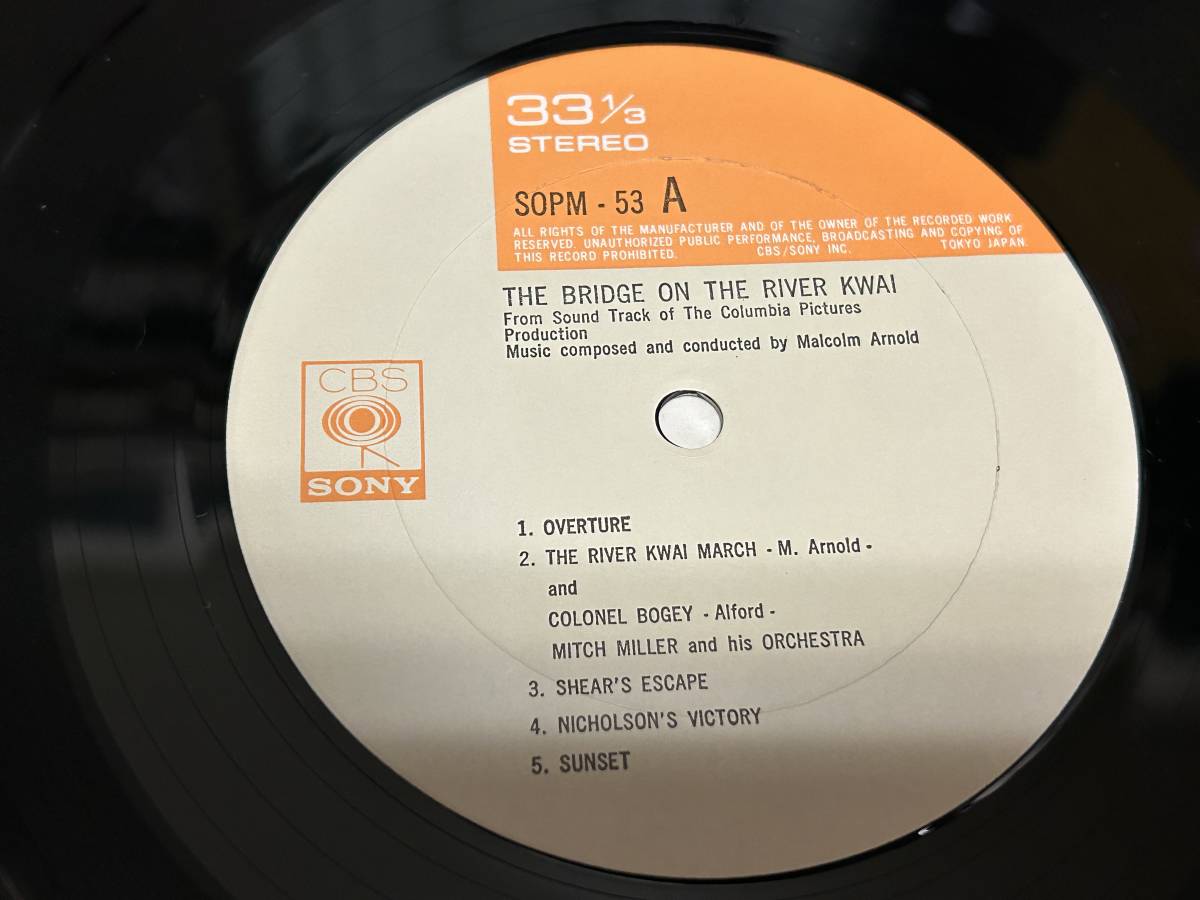 33 1/3
STEREO
SOPM - 53 A
ALL RIGHTS OF THE MANUFACTURER AND OF THE OWNER OF THE RECORDED WORK
RESERVED. UNAUTHORIZED PUBLIC PERFORMANCE, BROADCASTING AND COPYING OF
THIS RECORD PROHIBITED. CBS/SONY INC. TOKYO JAPAN.
THE BRIDGE ON THE RIVER KWAI
From Sound Track of The Columbia Pictures
Production
Music composed and conducted by Malcolm Arnold
CBS
SONY
1. OVERTURE
2. THE RIVER KWAI MARCH - M. Arnold -
and
COLONEL BOGEY - Alford -
MITCH MILLER and his ORCHESTRA
3. SHEAR'S ESCAPE
4. NICHOLSON'S VICTORY
5. SUNSET